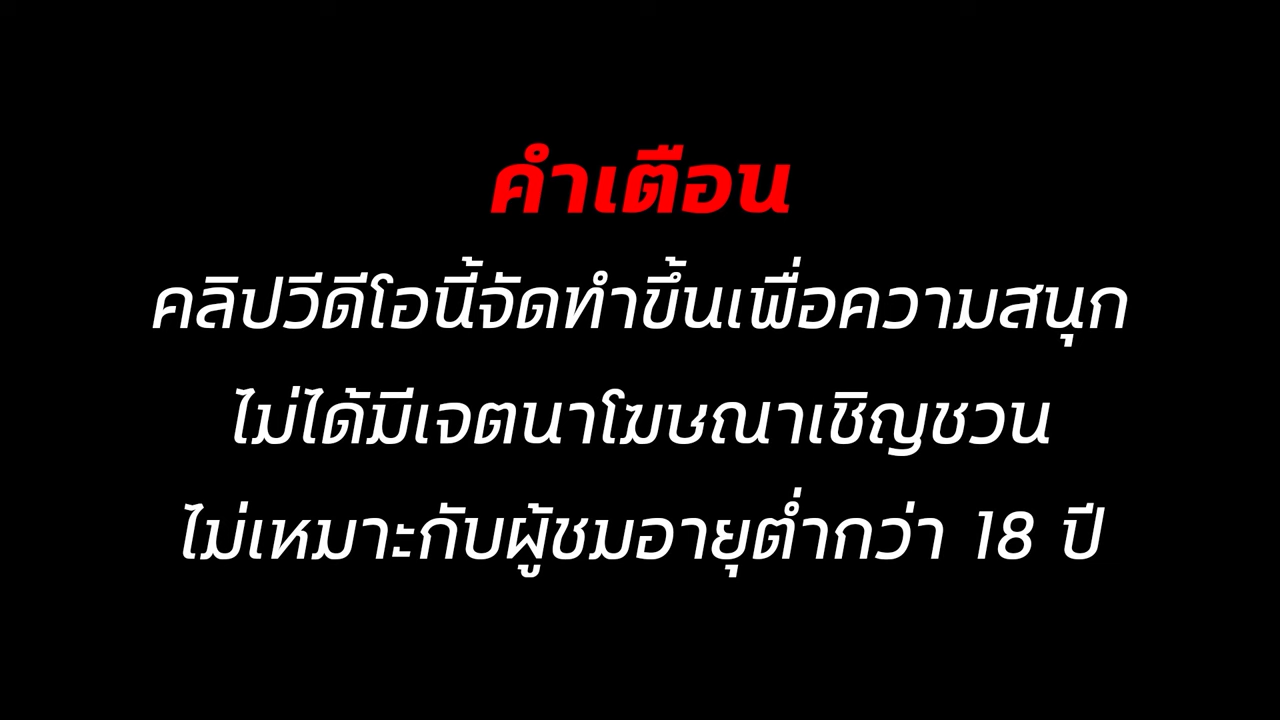 คำเตือน
คลิปวีดีโอนี้จัดทำขึ้นเพื่อความสนุก
ไม่ได้มีเจตนาโฆษณาเชิญชวน
ไม่เหมาะกับผู้ชมอายุต่ำกว่า 18 ปี